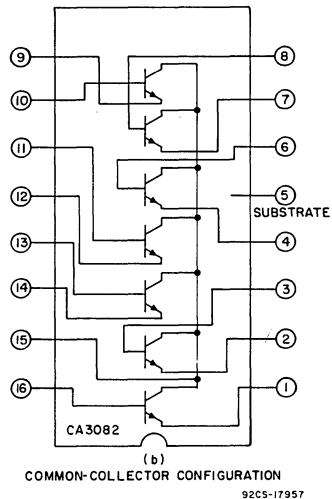 9 8
10 7
11 6
12 5
SUBSTRATE
13 4
14 3
15 2
16 1
CA3082
(b)
COMMON-COLLECTOR CONFIGURATION
92CS-17957